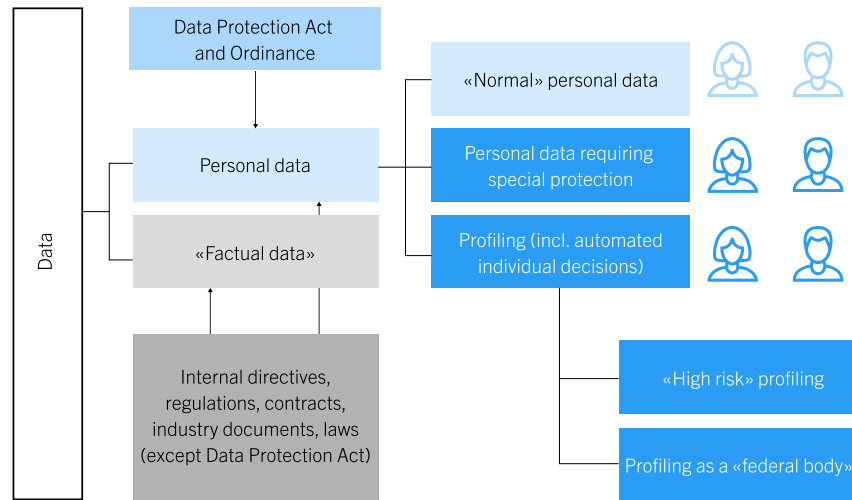 Data
Data Protection Act
and Ordinance
Personal data
«Factual data»
Internal directives,
regulations, contracts,
industry documents, laws
(except Data Protection Act)
«Normal» personal data
Personal data requiring
special protection
Profiling (incl. automated
individual decisions)
«High risk» profiling
Profiling as a «federal body»